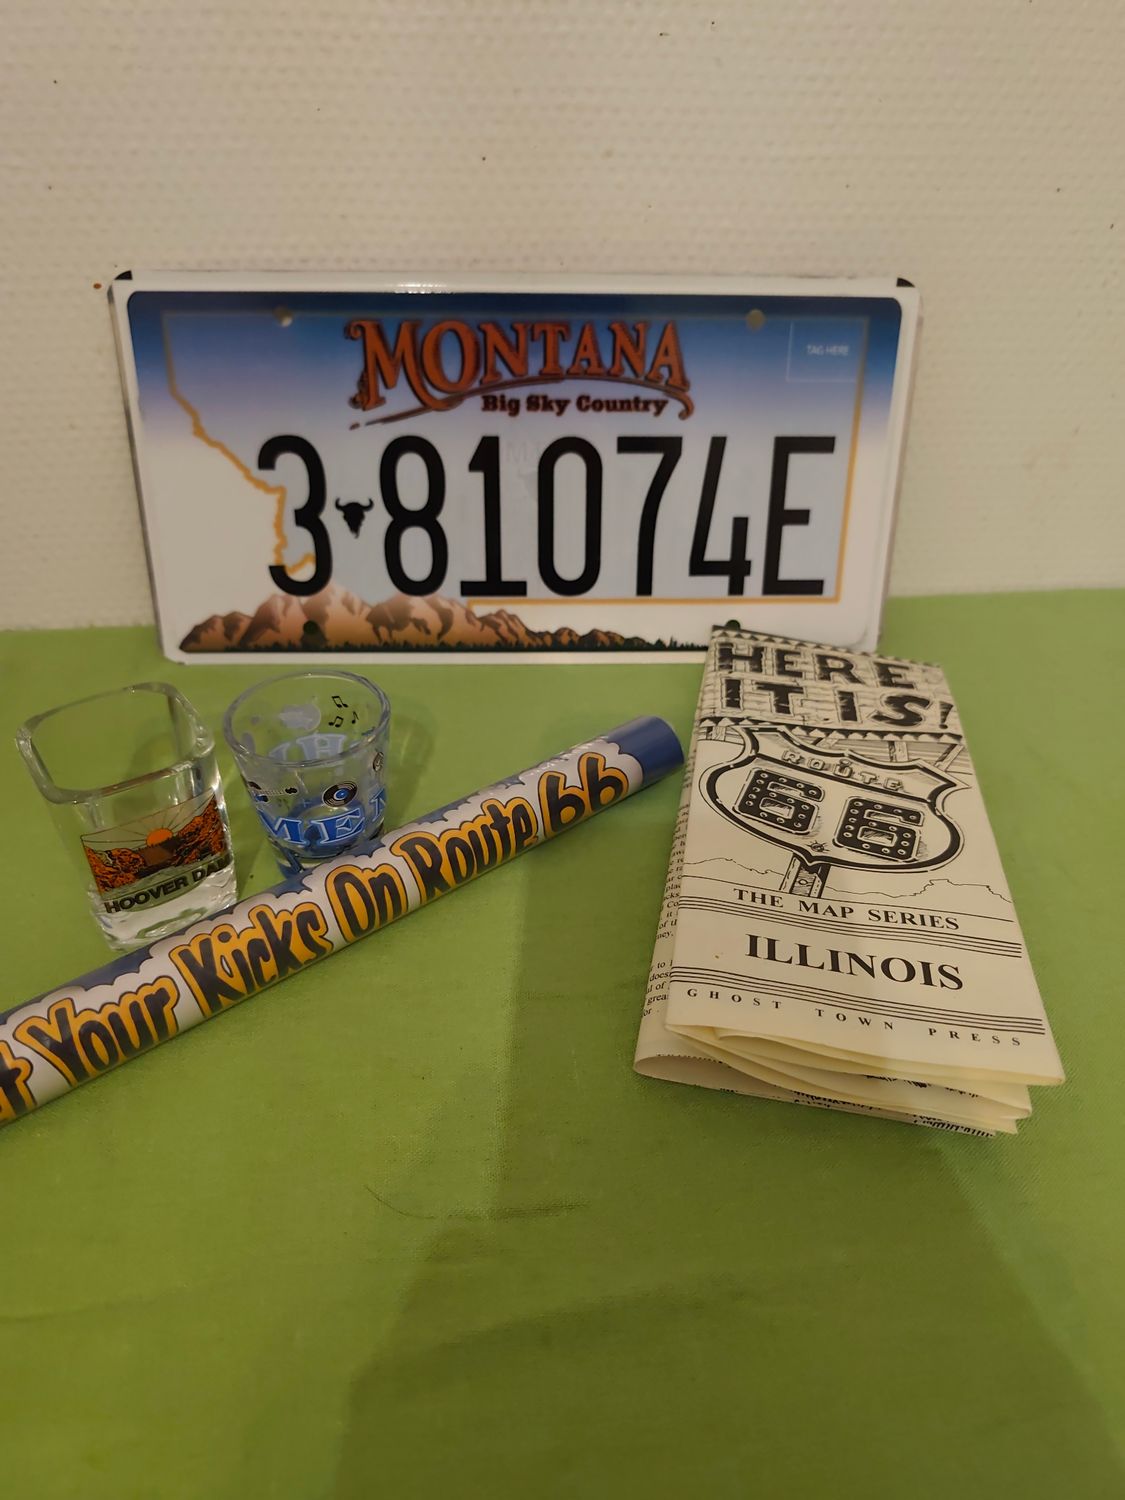 MONTANA
TAG HERE
Big Sky Country
3 81074E
HERE
IT IS!
ROUTE
66
THE MAP SERIES
ILLINOIS
GHOST TOWN PRESS
HOOVER DAM
t Your Kicks On Route 66